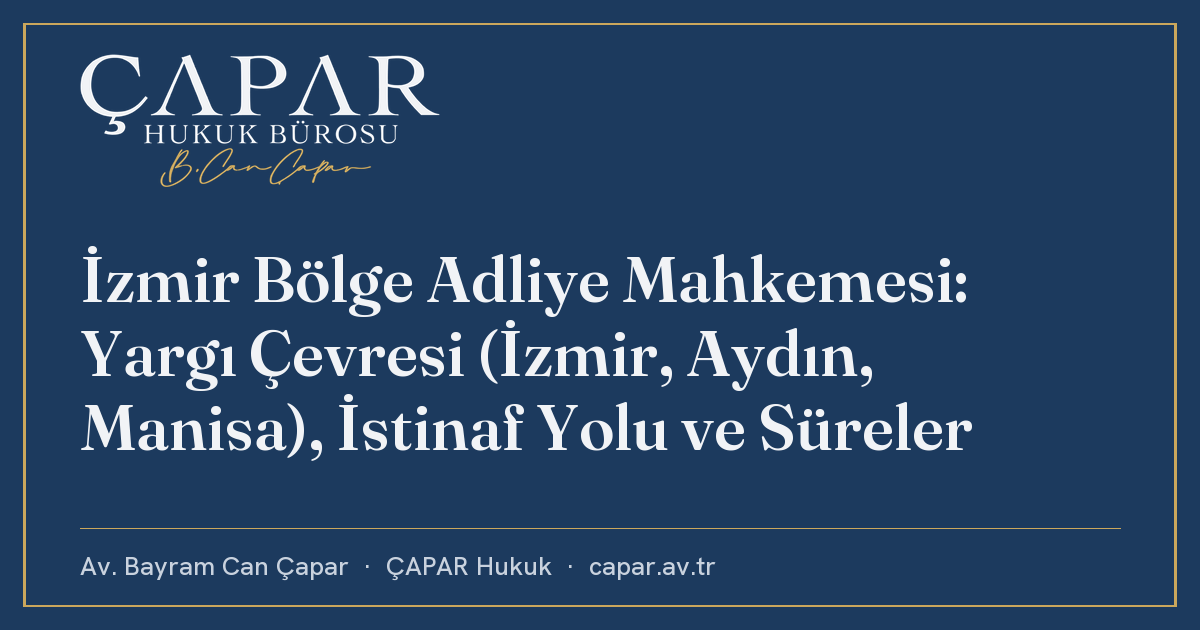 ÇAPAR
HUKUK BÜROSU
B.Can Çapar
İzmir Bölge Adliye Mahkemesi:
Yargı Çevresi (İzmir, Aydın,
Manisa), İstinaf Yolu ve Süreler
Av. Bayram Can Çapar · ÇAPAR Hukuk · capar.av.tr